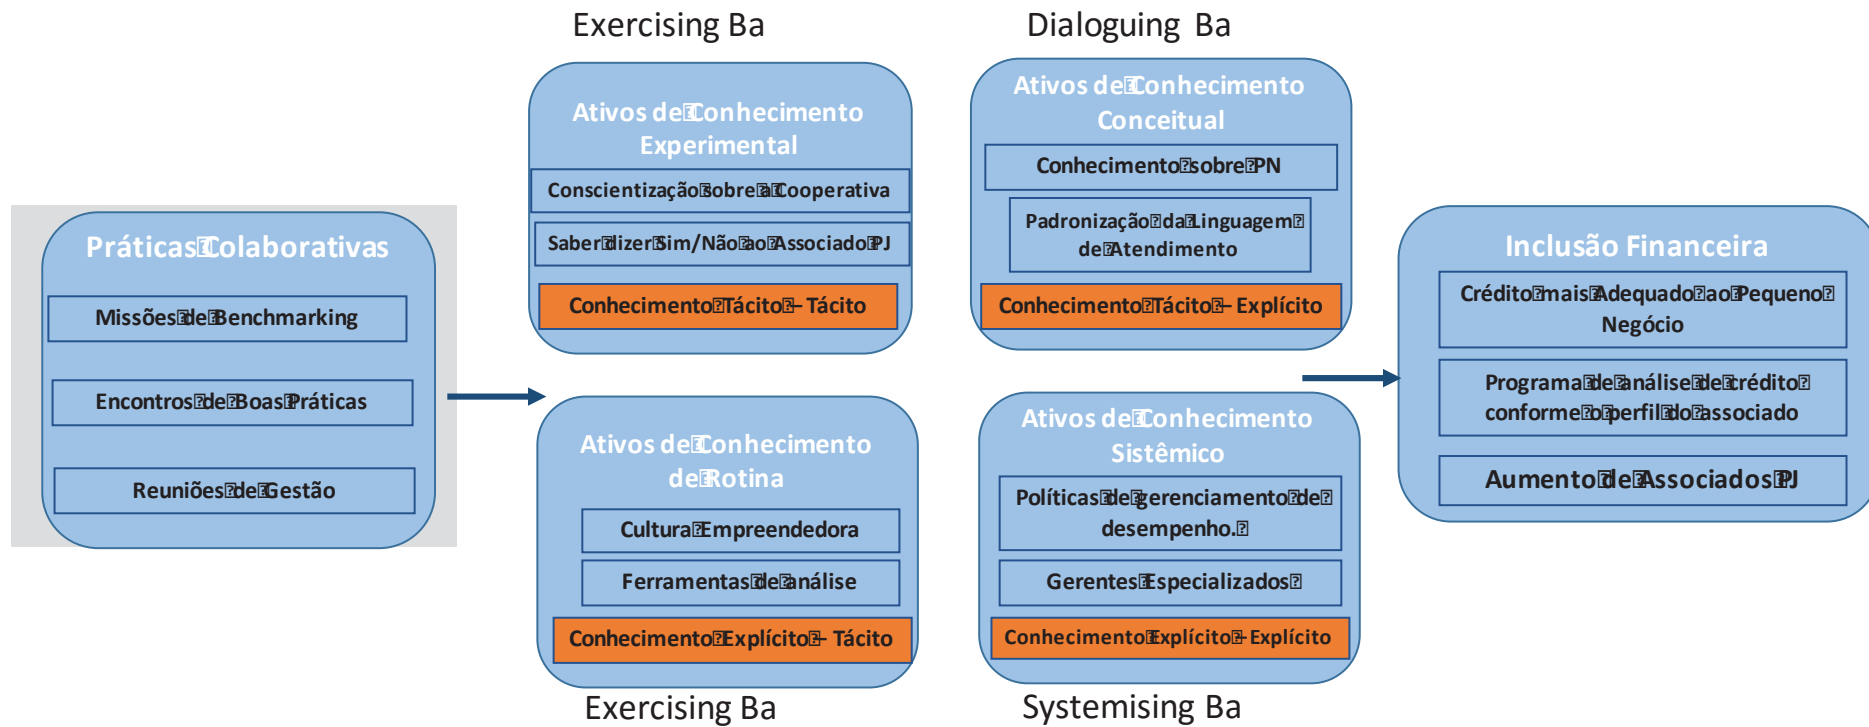 Exercising Ba
Dialoguing Ba
Ativos de Conhecimento
Experimental
Conscientização sobre a Cooperativa
Saber dizer Sim/Não ao Associado PJ
Conhecimento Tácito – Tácito
Ativos de Conhecimento
Conceitual
Conhecimento sobre PN
Padronização da Linguagem
de Atendimento
Conhecimento Tácito – Explícito
Práticas Colaborativas
Missões de Benchmarking
Encontros de Boas Práticas
Reuniões de Gestão
Ativos de Conhecimento
de Rotina
Cultura Empreendedora
Ferramentas de análise
Conhecimento Explícito – Tácito
Exercising Ba
Ativos de Conhecimento
Sistêmico
Políticas de gerenciamento de
desempenho.
Gerentes Especializados
Conhecimento Explícito – Explícito
Systemising Ba
Inclusão Financeira
Crédito mais Adequado ao Pequeno
Negócio
Programa de análise de crédito
conforme o perfil do associado
Aumento de Associados PJ